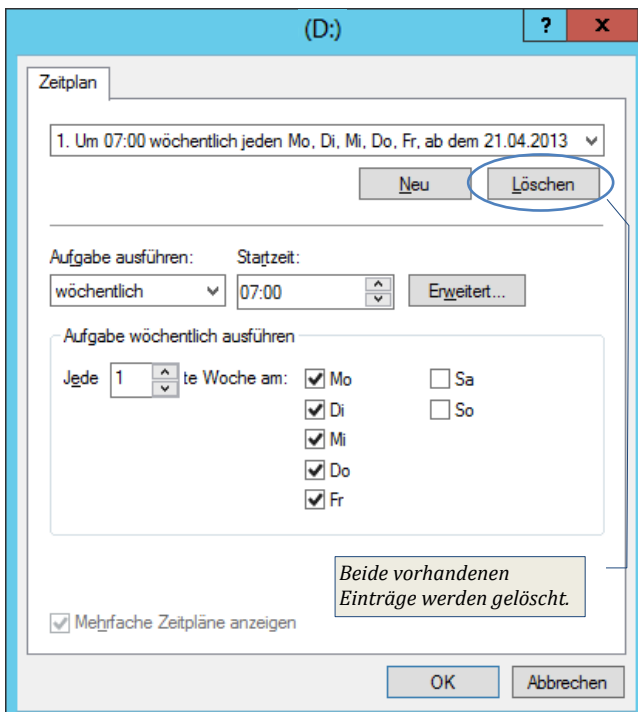 (D:)
?
x
Zeitplan
1. Um 07:00 wöchentlich jeden Mo, Di, Mi, Do, Fr, ab dem 21.04.2013
Neu
Löschen
Aufgabe ausführen:
Startzeit:
wöchentlich
07:00
Erweitert...
Aufgabe wöchentlich ausführen
Jede 1 te Woche am:
Mo
Sa
Di
So
Mi
Do
Fr
Beide vorhandenen
Einträge werden gelöscht.
Mehrfache Zeitpläne anzeigen
OK
Abbrechen